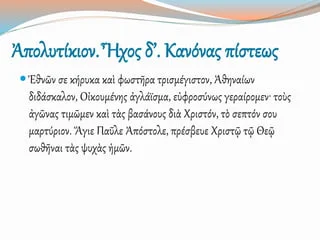 Ἀπολυτίκιον. Ἦχος δ’. Κανόνας πίστεως
Ἐθνῶν σε κήρυκα καὶ φωστῆρα τρισμέγιστον, Ἀθηναίων
διδάσκαλον, Οἰκουμένης ἀγλάϊσμα, εὐφροσύνως γεραίρομεν· τοὺς
ἀγῶνας τιμῶμεν καὶ τὰς βασάνους διὰ Χριστόν, τὸ σεπτόν σου
μαρτύριον. Ἅγιε Παῦλε Ἀπόστολε, πρέσβευε Χριστῷ τῷ Θεῷ
σωθῆναι τὰς ψυχὰς ἡμῶν.